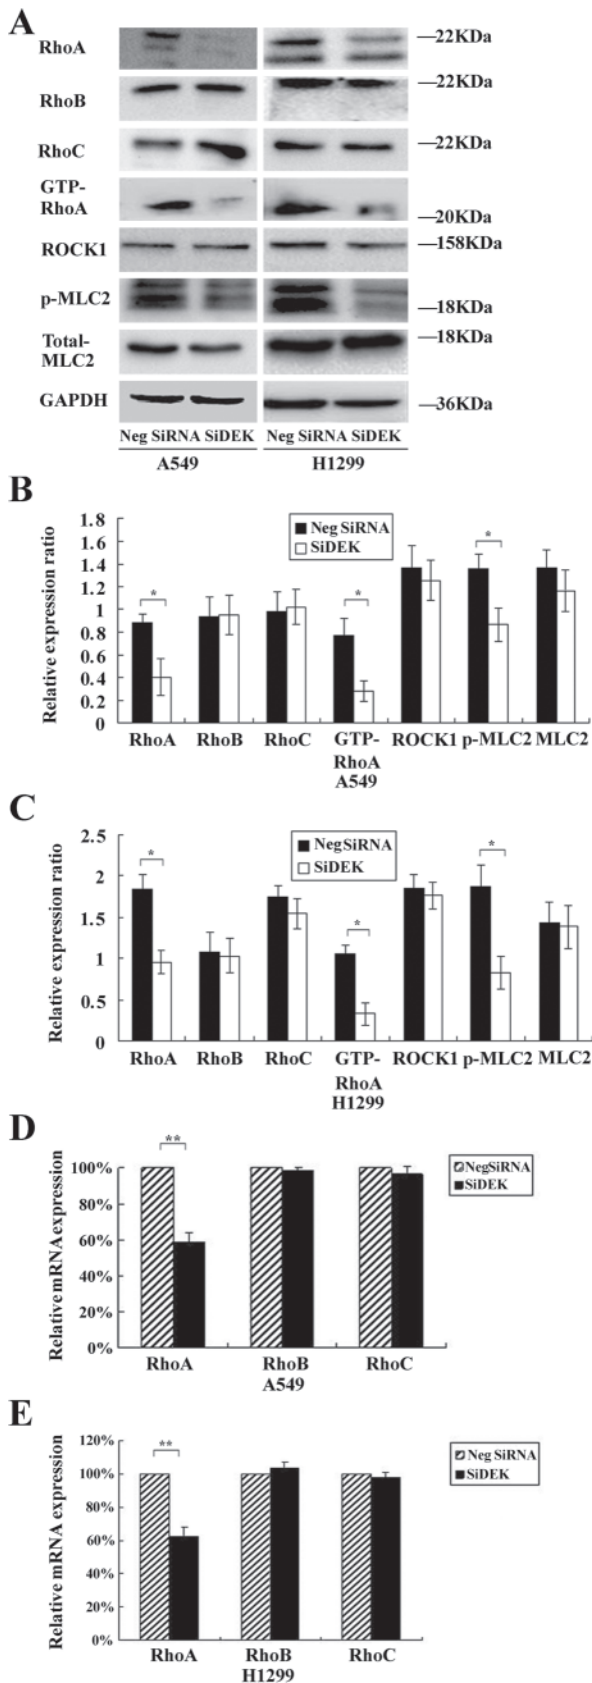 A
RhoA
—22KDa
RhoB
—22KDa
RhoC
—22KDa
GTP-
RhoA
—20KDa
ROCK1
—158KDa
p-MLC2
—18KDa
Total-
MLC2
—18KDa
GAPDH
—36KDa
Neg SiRNA SiDEK Neg SiRNA SiDEK
A549 H1299
B
Relative expression ratio
1.8
1.6
1.4
1.2
1
0.8
0.6
0.4
0.2
0
Neg SiRNA
SiDEK
* * *
RhoA RhoB RhoC GTP- ROCK1 p-MLC2 MLC2
RhoA
A549
C
Relative expression ratio
2.5
2
1.5
1
0.5
0
NegSiRNA
SiDEK
* * *
RhoA RhoB RhoC GTP- ROCK1 p-MLC2 MLC2
RhoA
H1299
D
Relative mRNA expression
100%
80%
60%
40%
20%
0%
**
NegSiRNA
SiDEK
RhoA RhoB RhoC
A549
E
Relative mRNA expression
120%
100%
80%
60%
40%
20%
0%
**
Neg SiRNA
SiDEK
RhoA RhoB RhoC
H1299